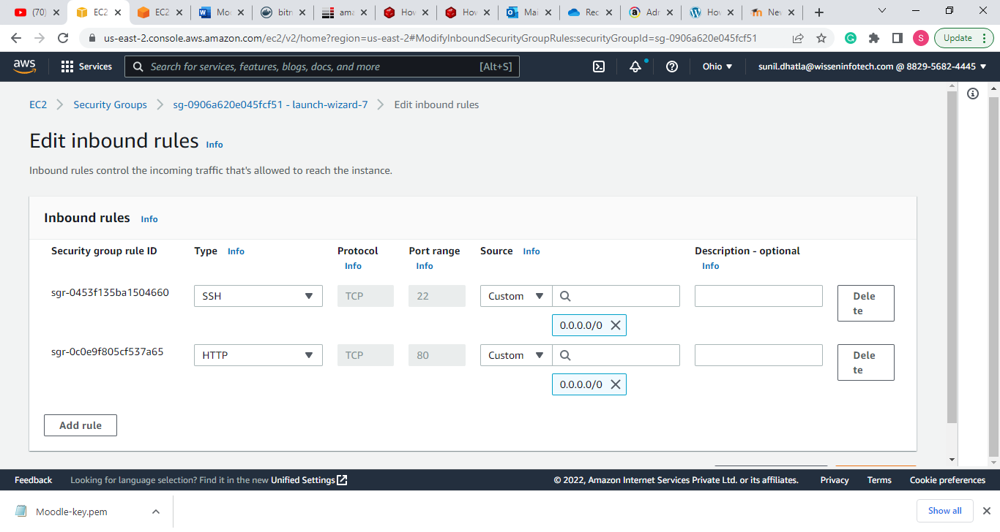 (70)
EC2
EC2
Moo
bitn
ama
How
How
Mai
Rec
Adr
How
Nev
us-east-2.console.aws.amazon.com/ec2/v2/home?region=us-east-2#ModifyInboundSecurityGroupRules:securityGroupId=sg-0906a620e045fcf51
S
Update
aws
Services
Search for services, features, blogs, docs, and more
[Alt+S]
Ohio
sunil.dhatla@wisseninfotech.com @ 8829-5682-4445
EC2
Security Groups
sg-0906a620e045fcf51 - launch-wizard-7
Edit inbound rules
Edit inbound rules Info
Inbound rules control the incoming traffic that's allowed to reach the instance.
Inbound rules Info
Security group rule ID
Type Info
Protocol
Info
Port range
Info
Source Info
Description - optional
Info
sgr-0453f135ba1504660
SSH
TCP
22
Custom
0.0.0.0/0
Dele
te
sgr-0c0e9f805cf537a65
HTTP
TCP
80
Custom
0.0.0.0/0
Dele
te
Add rule
Feedback
Looking for language selection? Find it in the new Unified Settings
© 2022, Amazon Internet Services Private Ltd. or its affiliates.
Privacy
Terms
Cookie preferences
Moodle-key.pem
Show all